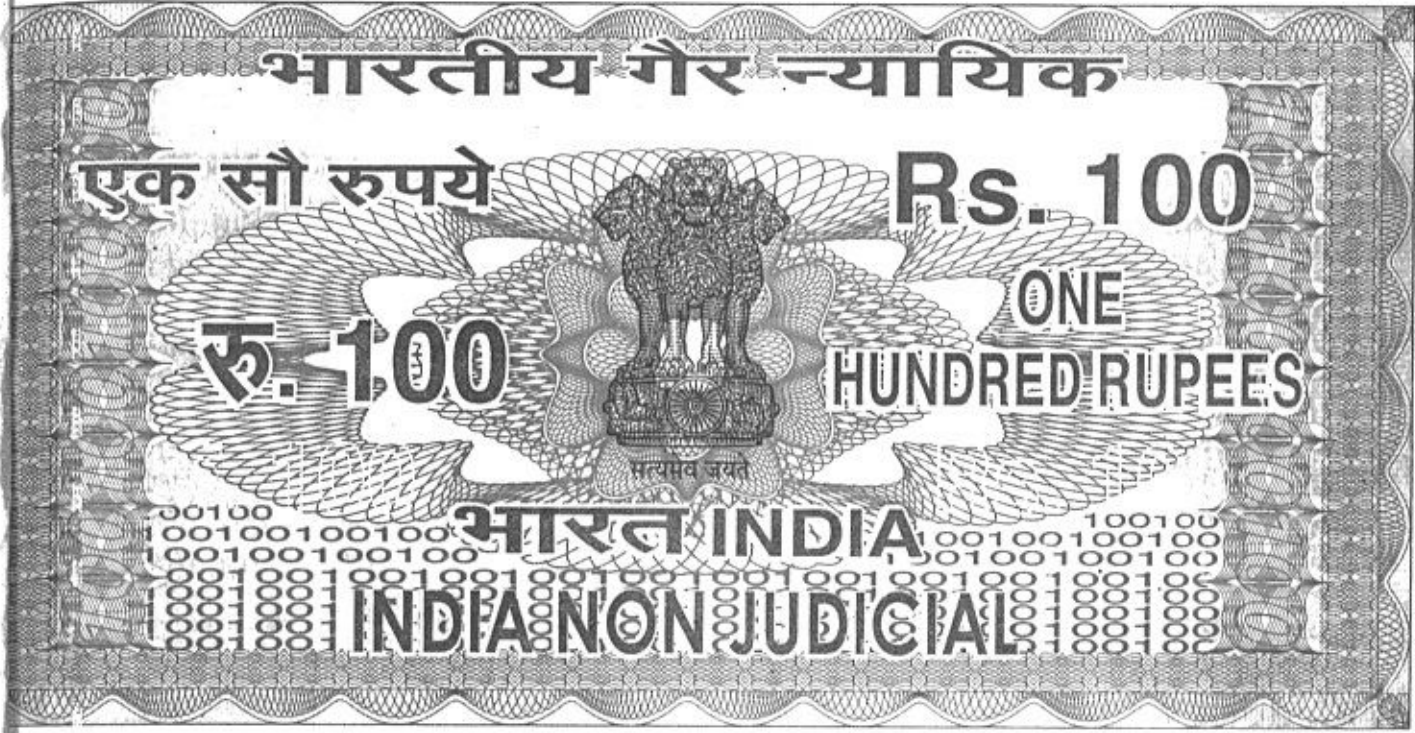 भारतीय गैर न्यायिक
एक सौ रुपये
Rs. 100
रु. 100
ONE
HUNDRED RUPEES
सत्यमेव जयते
भारत INDIA
INDIA NON JUDICIAL